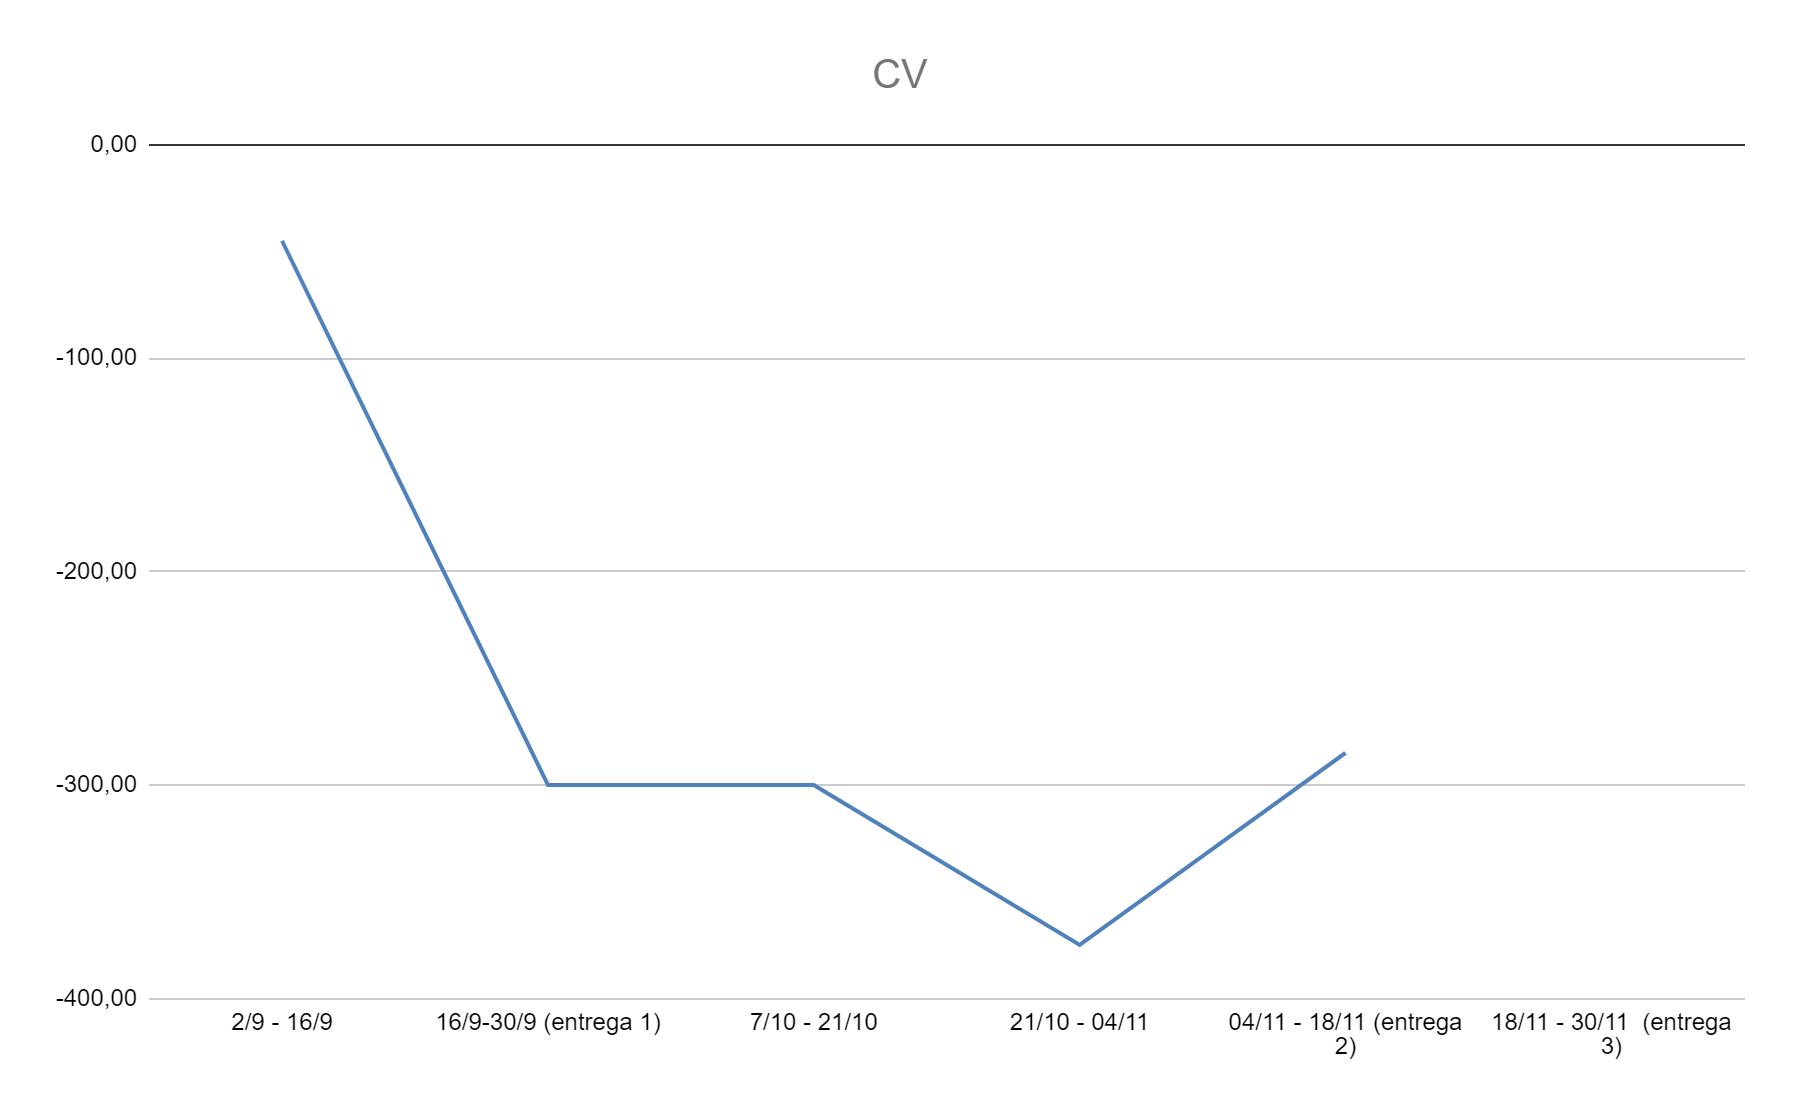 CV
0,00
-100,00
-200,00
-300,00
-400,00
2/9 - 16/9
16/9-30/9 (entrega 1)
7/10 - 21/10
21/10 - 04/11
04/11 - 18/11 (entrega
2)
18/11 - 30/11  (entrega
3)